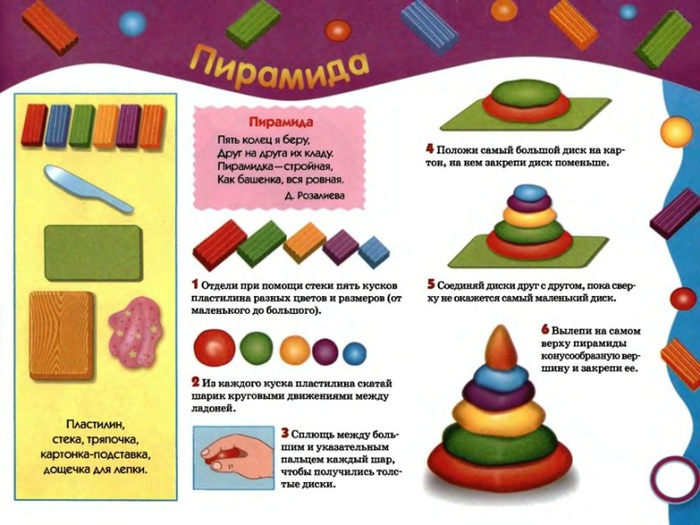 Пирамида
Пластилин,
стека, тряпочка,
картонка-подставка,
дощечка для лепки.
Пирамида
Пять колец я беру,
Друг на друга их кладу.
Пирамидка—стройная,
Как башенка, вся ровная.
Д. Розалиева
1 Отдели при помощи стеки пять кусков
пластилина разных цветов и размеров (от
маленького до большого).
2 Из каждого куска пластилина скатай
шарик круговыми движениями между
ладоней.
3 Сплющь между боль-
шим и указательным
пальцем каждый шар,
чтобы получились толс-
тые диски.
4 Положи самый большой диск на кар-
тон, на нем закрепи диск поменьше.
5 Соединяй диски друг с другом, пока свер-
ху не окажется самый маленький диск.
6 Вылепи на самом
верху пирамиды
конусообразную вер-
шину и закрепи ее.